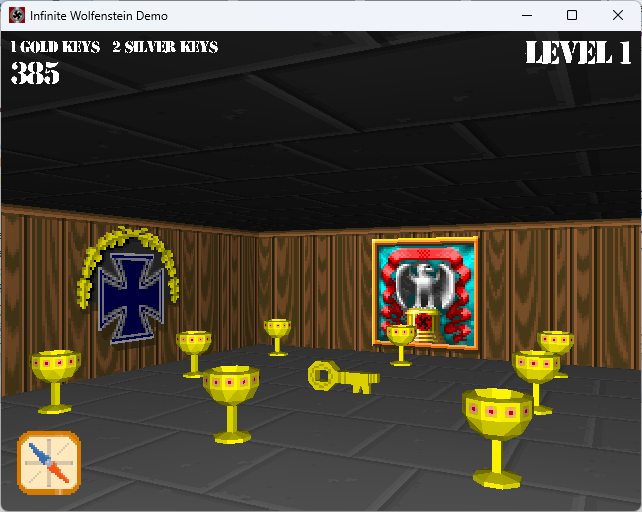 Infinite Wolfenstein Demo
1 GOLD KEYS 2 SILVER KEYS
LEVEL 1
385